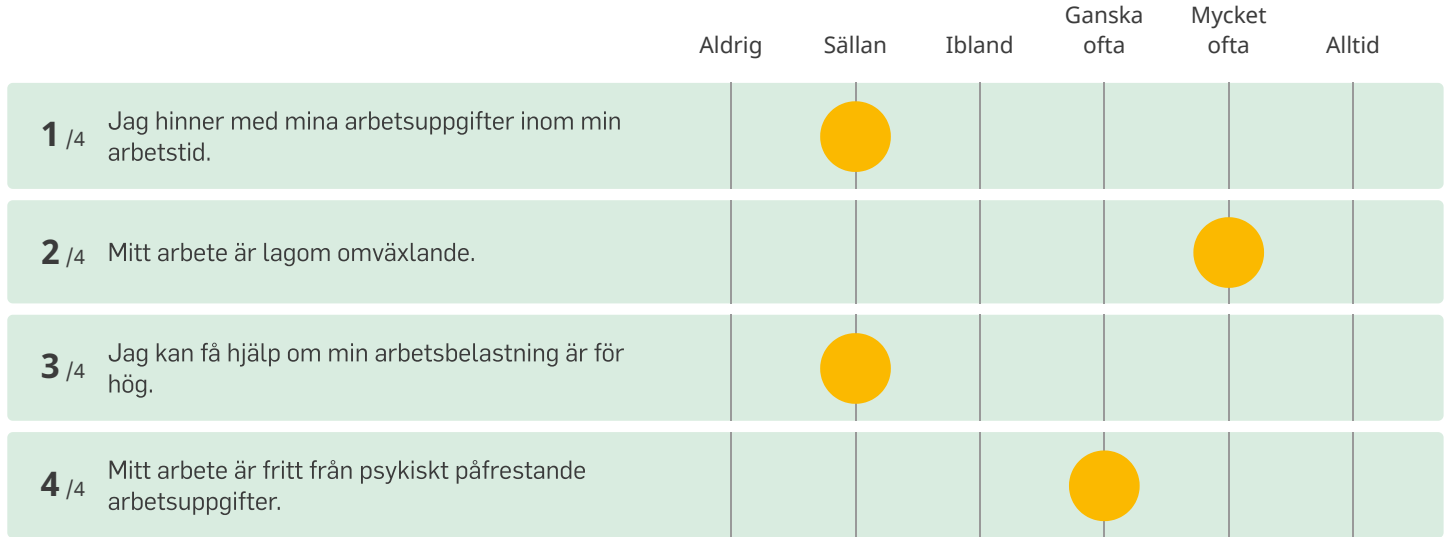 Aldrig Sällan Ibland Ganska ofta Mycket ofta Alltid
1 /4 Jag hinner med mina arbetsuppgifter inom min
arbetstid.
2 /4 Mitt arbete är lagom omväxlande.
3 /4 Jag kan få hjälp om min arbetsbelastning är för
hög.
4 /4 Mitt arbete är fritt från psykiskt påfrestande
arbetsuppgifter.